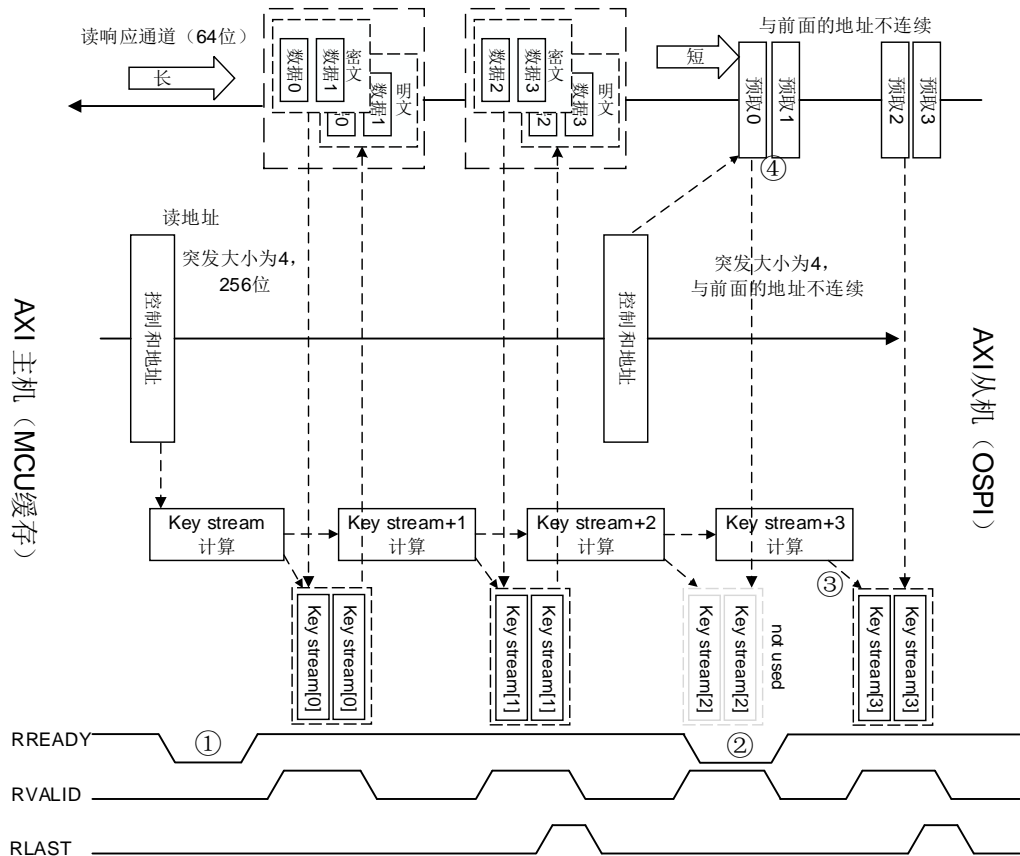 读响应通道（64位）
长
数据0
数据1
密文
数据1
明文
数据2
数据3
密文
数据3
明文
短
与前面的地址不连续
预取0
预取1
预取2
预取3
④
读地址
突发大小为4，
256位
控制和地址
控制和地址
突发大小为4，
与前面的地址不连续
AXI 主机（MCU缓存）
AXI从机（OSPI）
Key stream
计算
Key stream+1
计算
Key stream+2
计算
Key stream+3
计算
③
Key stream[0]
Key stream[0]
Key stream[1]
Key stream[1]
Key stream[2]
Key stream[2]
not used
Key stream[3]
Key stream[3]
RREADY
①
②
RVALID
RLAST